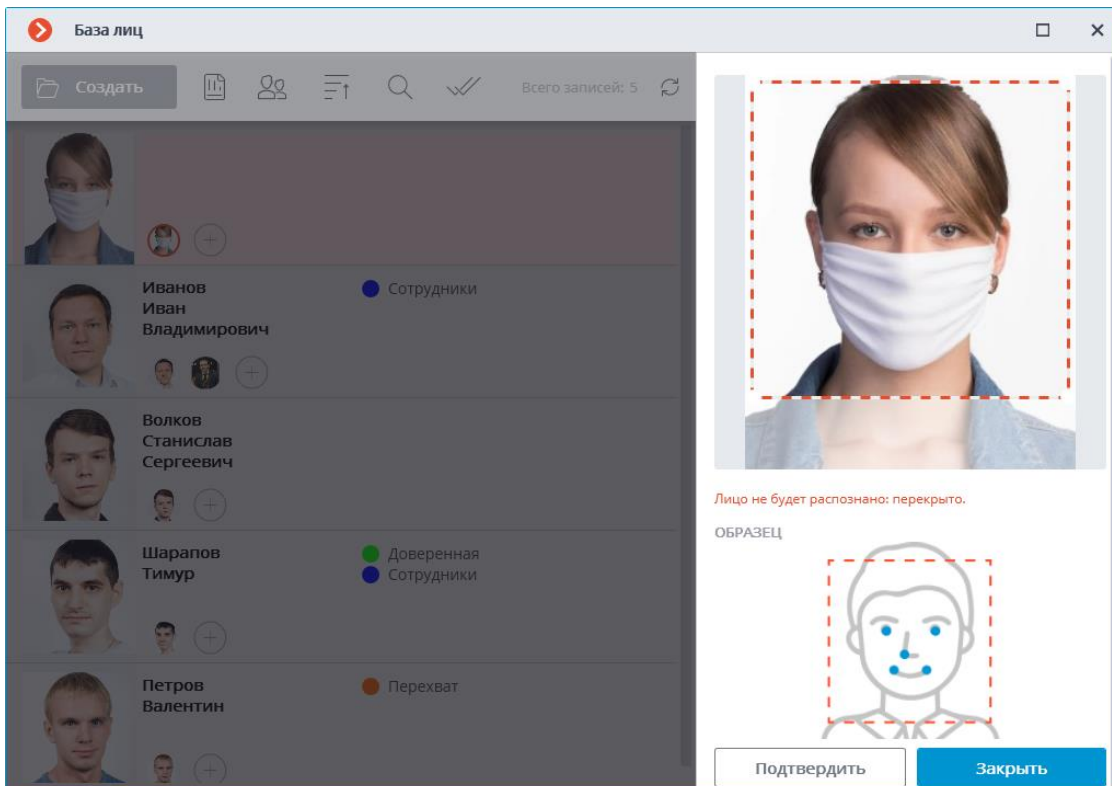 База лиц
Создать
Всего записей: 5
Иванов
Иван
Владимирович
Сотрудники
Волков
Станислав
Сергеевич
Шарапов
Тимур
Доверенная
Сотрудники
Петров
Валентин
Перехват
Лицо не будет распознано: перекрыто.
ОБРАЗЕЦ
Подтвердить
Закрыть